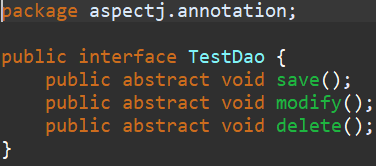 package aspectj.annotation;
public interface TestDao {
    public abstract void save();
    public abstract void modify();
    public abstract void delete();
}